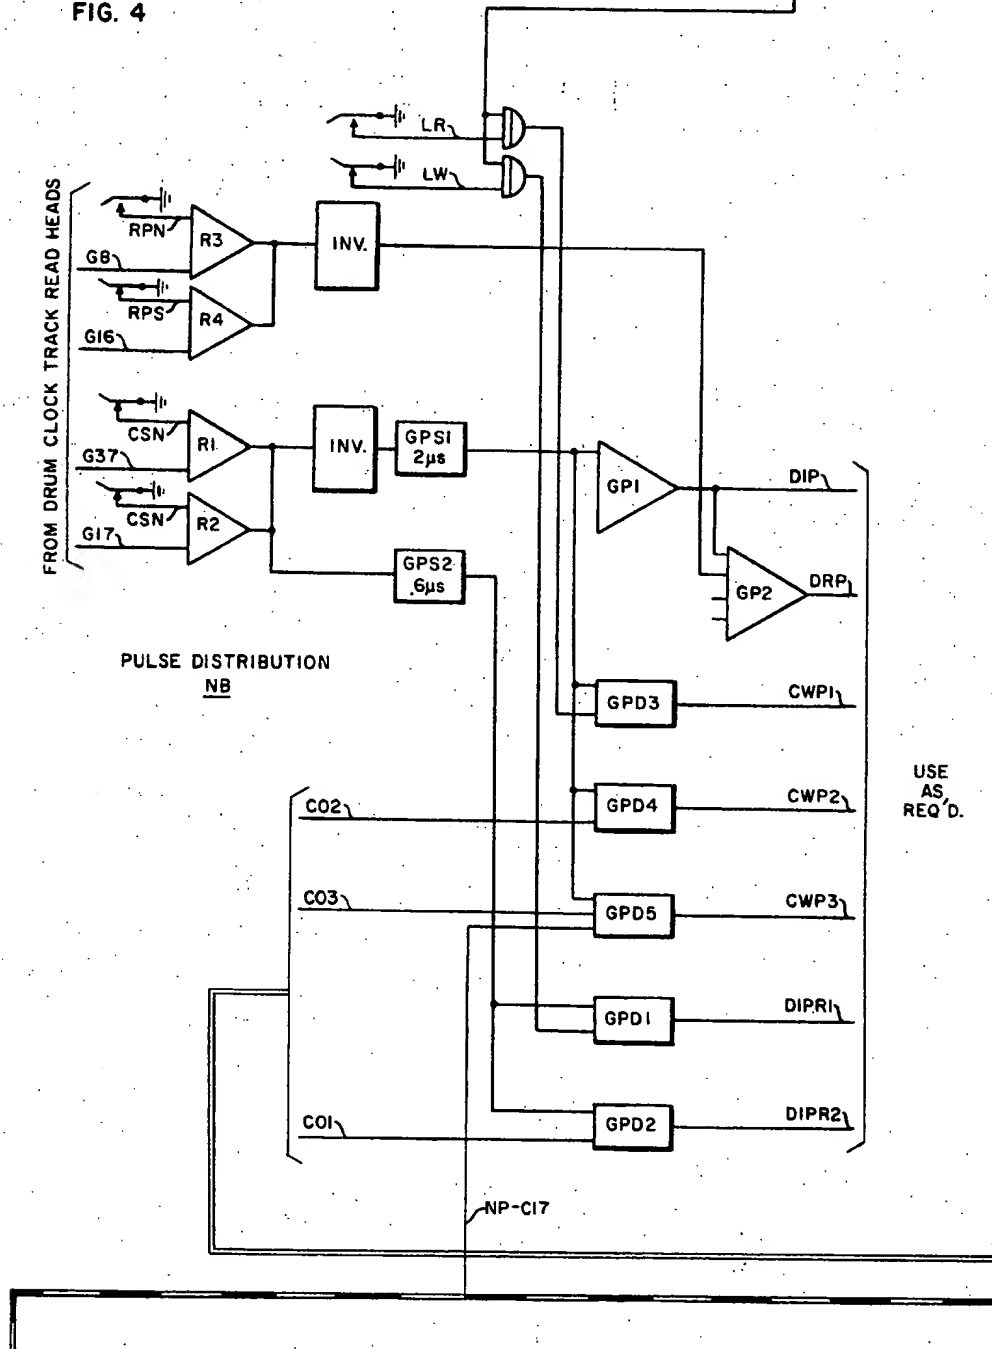 FIG. 4
LR
LW
FROM DRUM CLOCK TRACK READ HEADS
RPN
R3
INV.
G8
RPS
R4
G16
CSN
R1
INV.
GPS1
2µs
G37
CSN
R2
G17
GPS2
.6µs
GP1
DIP
GP2
DRP
PULSE DISTRIBUTION
NB
GPD3
CWP1
USE
AS
REQ'D.
CO2
GPD4
CWP2
CO3
GPD5
CWP3
GPD1
DIPR1
CO1
GPD2
DIPR2
NP-C17